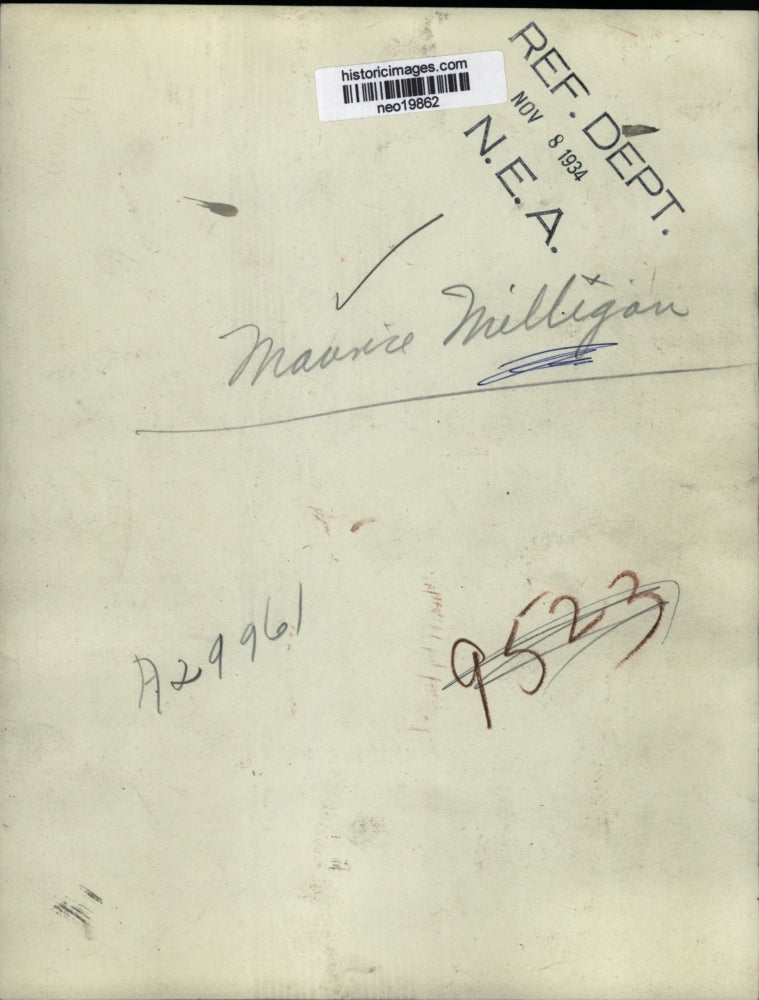 historicimages.com
neo19862
REF. DEPT.
NOV 8 1934
N. E. A.
Maurice Milligan
A29961
9523